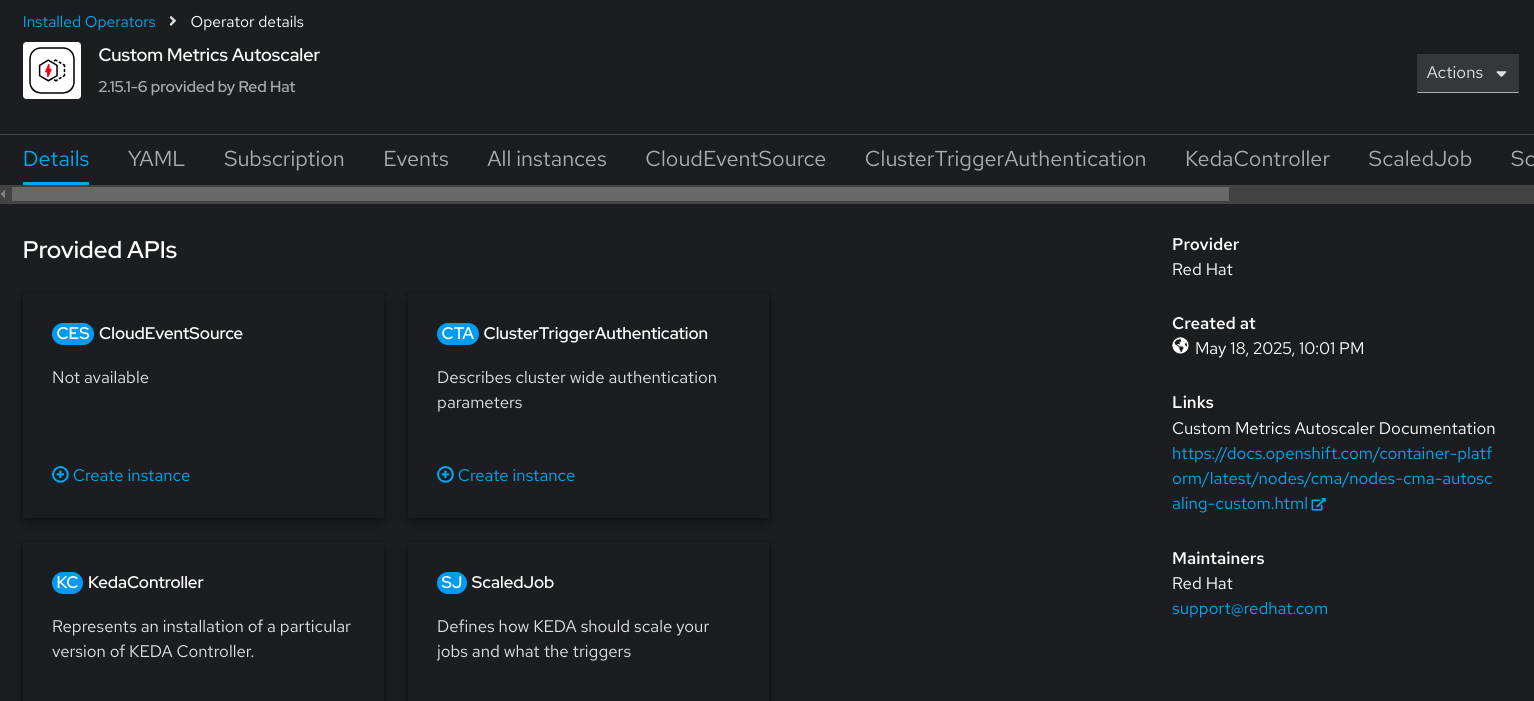 Installed Operators > Operator details
Custom Metrics Autoscaler
2.15.1-6 provided by Red Hat
Actions
Details YAML Subscription Events All instances CloudEventSource ClusterTriggerAuthentication KedaController ScaledJob Sc
Provided APIs
CES CloudEventSource
Not available
Create instance
CTA ClusterTriggerAuthentication
Describes cluster wide authentication
parameters
Create instance
KC KedaController
Represents an installation of a particular
version of KEDA Controller.
SJ ScaledJob
Defines how KEDA should scale your
jobs and what the triggers
Provider
Red Hat
Created at
May 18, 2025, 10:01 PM
Links
Custom Metrics Autoscaler Documentation
https://docs.openshift.com/container-platf
orm/latest/nodes/cma/nodes-cma-autosc
aling-custom.html
Maintainers
Red Hat
support@redhat.com